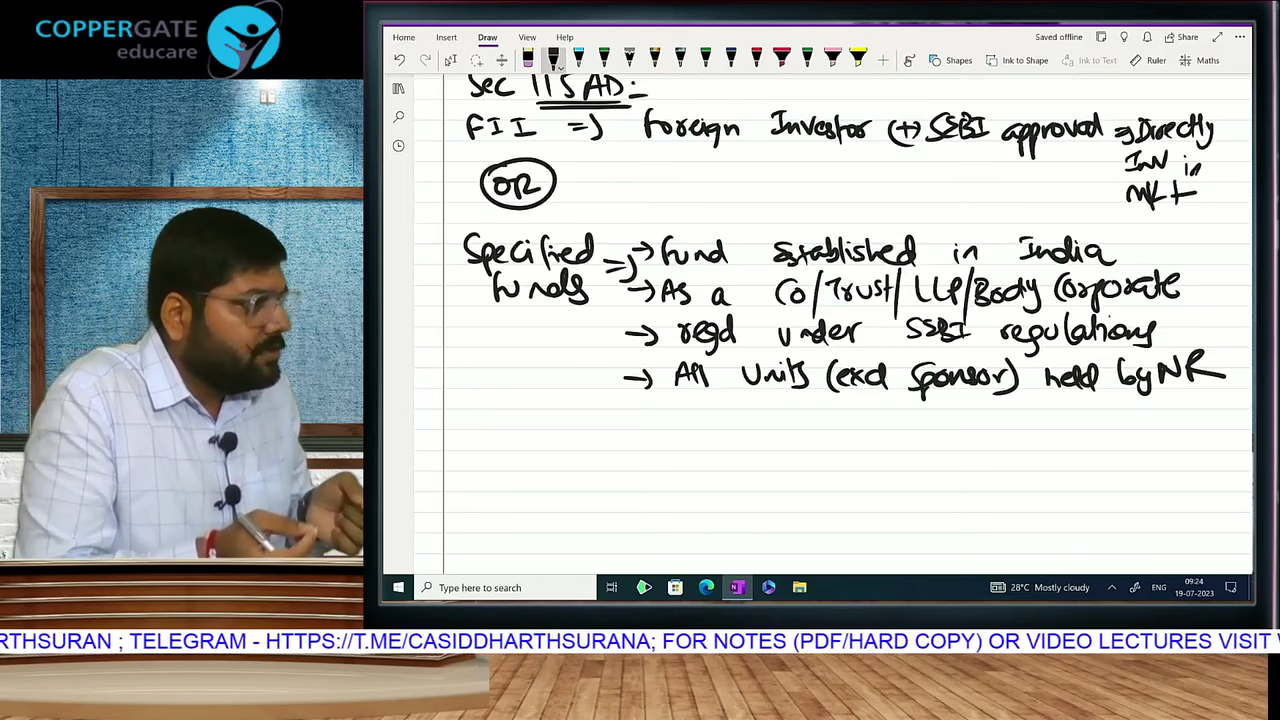 COPPERGATE
educare
Home Insert Draw View Help
Saved offline
Share
Shapes
Ink to Shape
Ink to Text
Ruler
Maths
Sec 115AD:-
FII => Foreign Investor (+) SEBI approved => Directly
Inv in
Mkt
OR
Specified funds => → Fund established in India
→ As a Co/Trust/LLP/Body Corporate
→ regd under SEBI regulations
→ All Units (excl Sponsor) held by NR
Type here to search
28°C Mostly cloudy
ENG
09:24
19-07-2023
RTHSURAN ; TELEGRAM - HTTPS://T.ME/CASIDDHARTHSURANA; FOR NOTES (PDF/HARD COPY) OR VIDEO LECTURES VISIT W